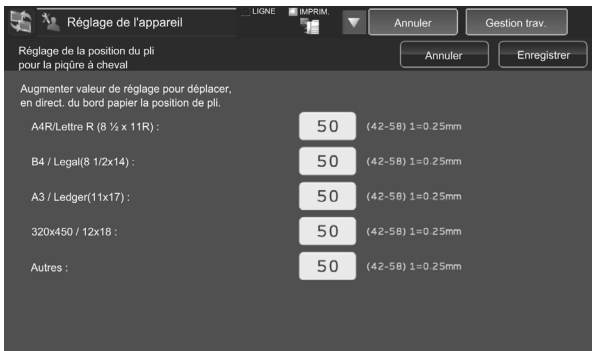 Réglage de l'appareil
LIGNE
IMPRIM.
Annuler
Gestion trav.
Réglage de la position du pli
pour la piqûre à cheval
Annuler
Enregistrer
Augmenter valeur de réglage pour déplacer,
en direct. du bord papier la position de pli.
A4R/Lettre R (8 ½ x 11R) : 50 (42-58) 1=0.25mm
B4 / Legal(8 1/2x14) : 50 (42-58) 1=0.25mm
A3 / Ledger(11x17) : 50 (42-58) 1=0.25mm
320x450 / 12x18 : 50 (42-58) 1=0.25mm
Autres : 50 (42-58) 1=0.25mm